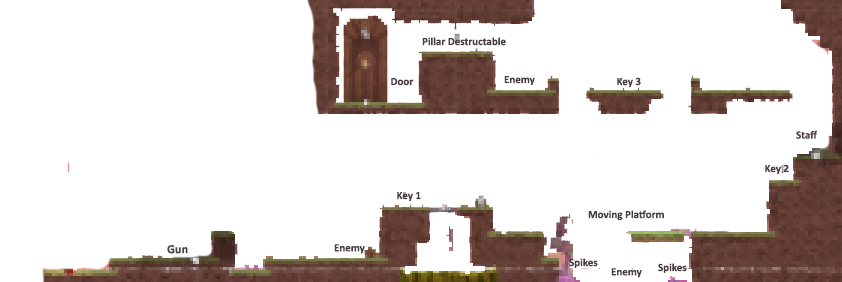 Pillar Destructable
Door
Enemy
Key 3
Staff
Key 2
Key 1
Moving Platform
Gun
Enemy
Spikes
Enemy
Spikes